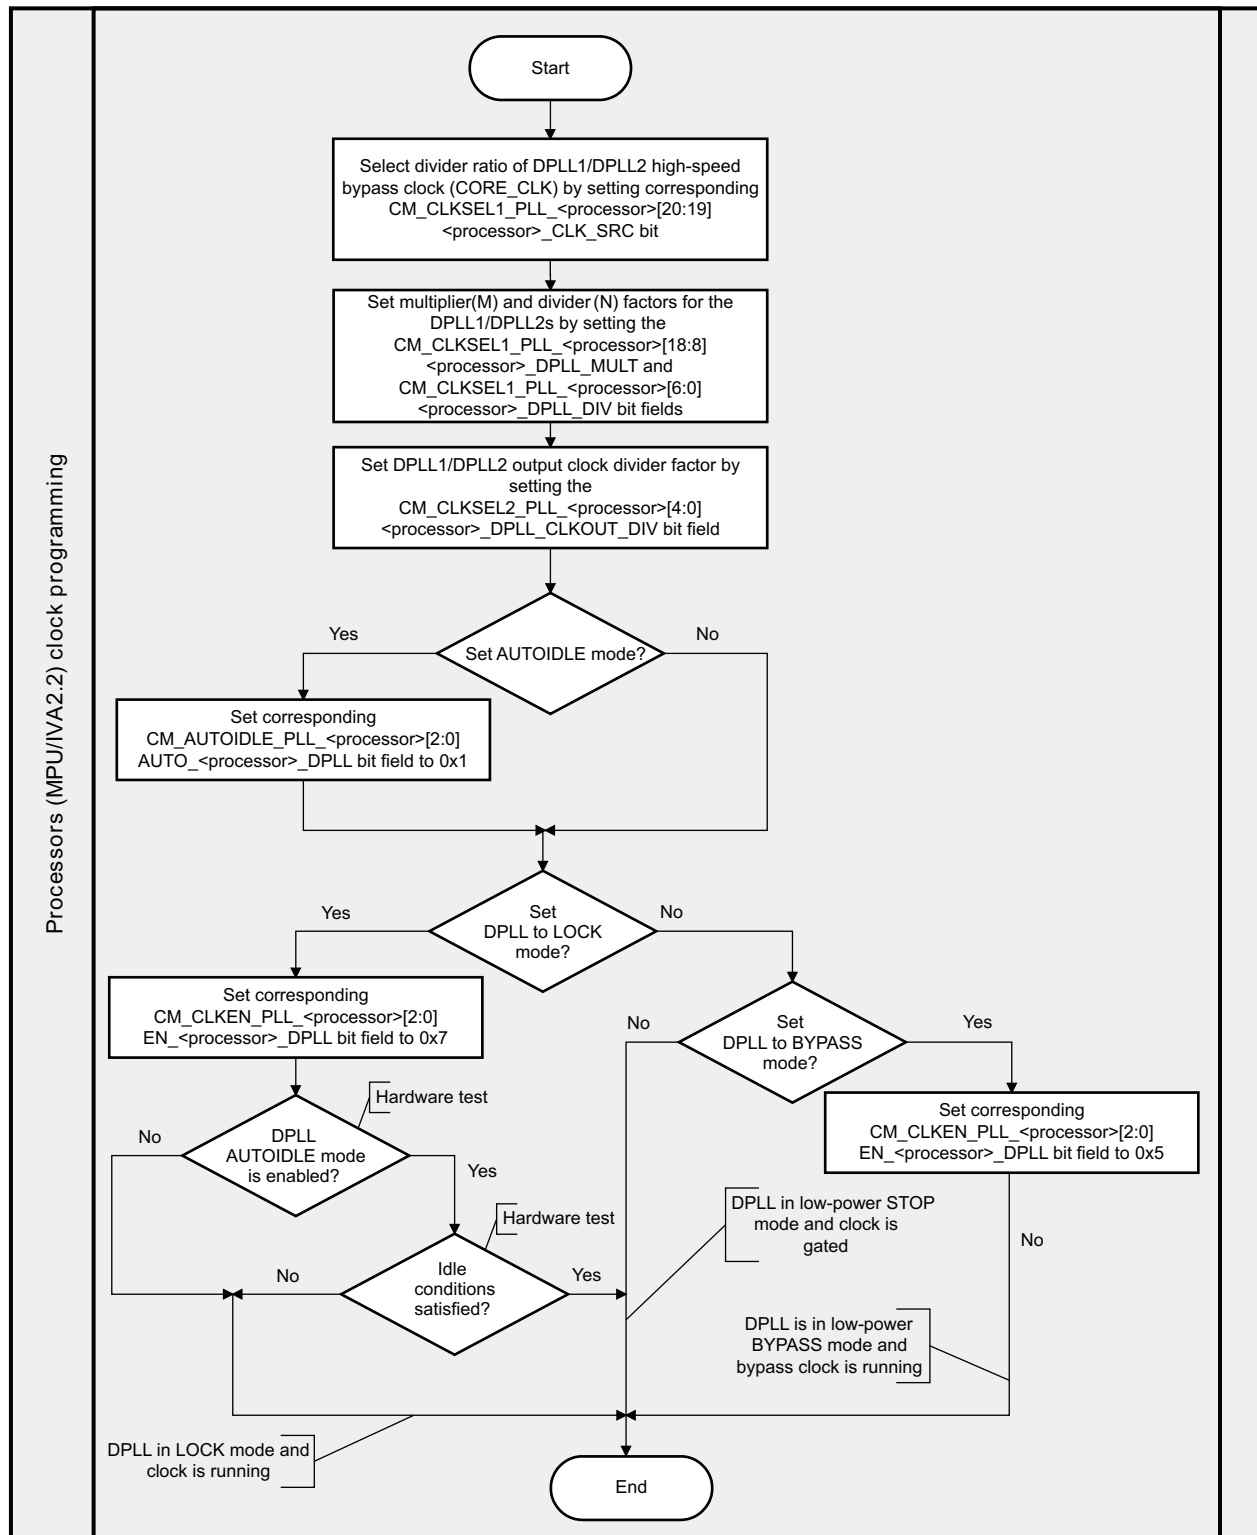 Processors (MPU/IVA2.2) clock programming
Start
Select divider ratio of DPLL1/DPLL2 high-speed
bypass clock (CORE_CLK) by setting corresponding
CM_CLKSEL1_PLL_<processor>[20:19]
<processor>_CLK_SRC bit
Set multiplier(M) and divider (N) factors for the
DPLL1/DPLL2s by setting the
CM_CLKSEL1_PLL_<processor>[18:8]
<processor>_DPLL_MULT and
CM_CLKSEL1_PLL_<processor>[6:0]
<processor>_DPLL_DIV bit fields
Set DPLL1/DPLL2 output clock divider factor by
setting the
CM_CLKSEL2_PLL_<processor>[4:0]
<processor>_DPLL_CLKOUT_DIV bit field
Yes
No
Set AUTOIDLE mode?
Set corresponding
CM_AUTOIDLE_PLL_<processor>[2:0]
AUTO_<processor>_DPLL bit field to 0x1
Yes
No
Set
DPLL to LOCK
mode?
Set corresponding
CM_CLKEN_PLL_<processor>[2:0]
EN_<processor>_DPLL bit field to 0x7
No
Yes
Set
DPLL to BYPASS
mode?
Hardware test
Set corresponding
CM_CLKEN_PLL_<processor>[2:0]
EN_<processor>_DPLL bit field to 0x5
No
DPLL
AUTOIDLE mode
is enabled?
Yes
Hardware test
DPLL in low-power STOP
mode and clock is
gated
No
No
Idle
conditions
satisfied?
Yes
DPLL is in low-power
BYPASS mode and
bypass clock is running
DPLL in LOCK mode and
clock is running
End